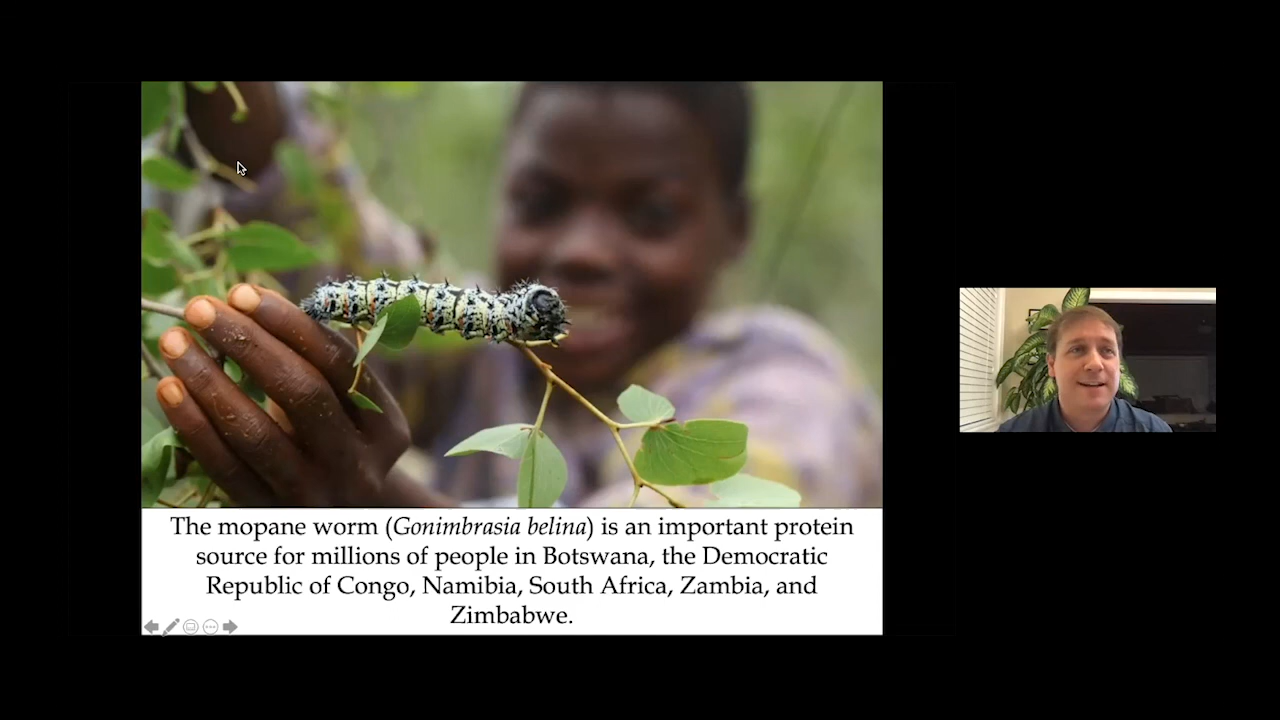 The mopane worm (Gonimbrasia belina) is an important protein
source for millions of people in Botswana, the Democratic
Republic of Congo, Namibia, South Africa, Zambia, and
Zimbabwe.